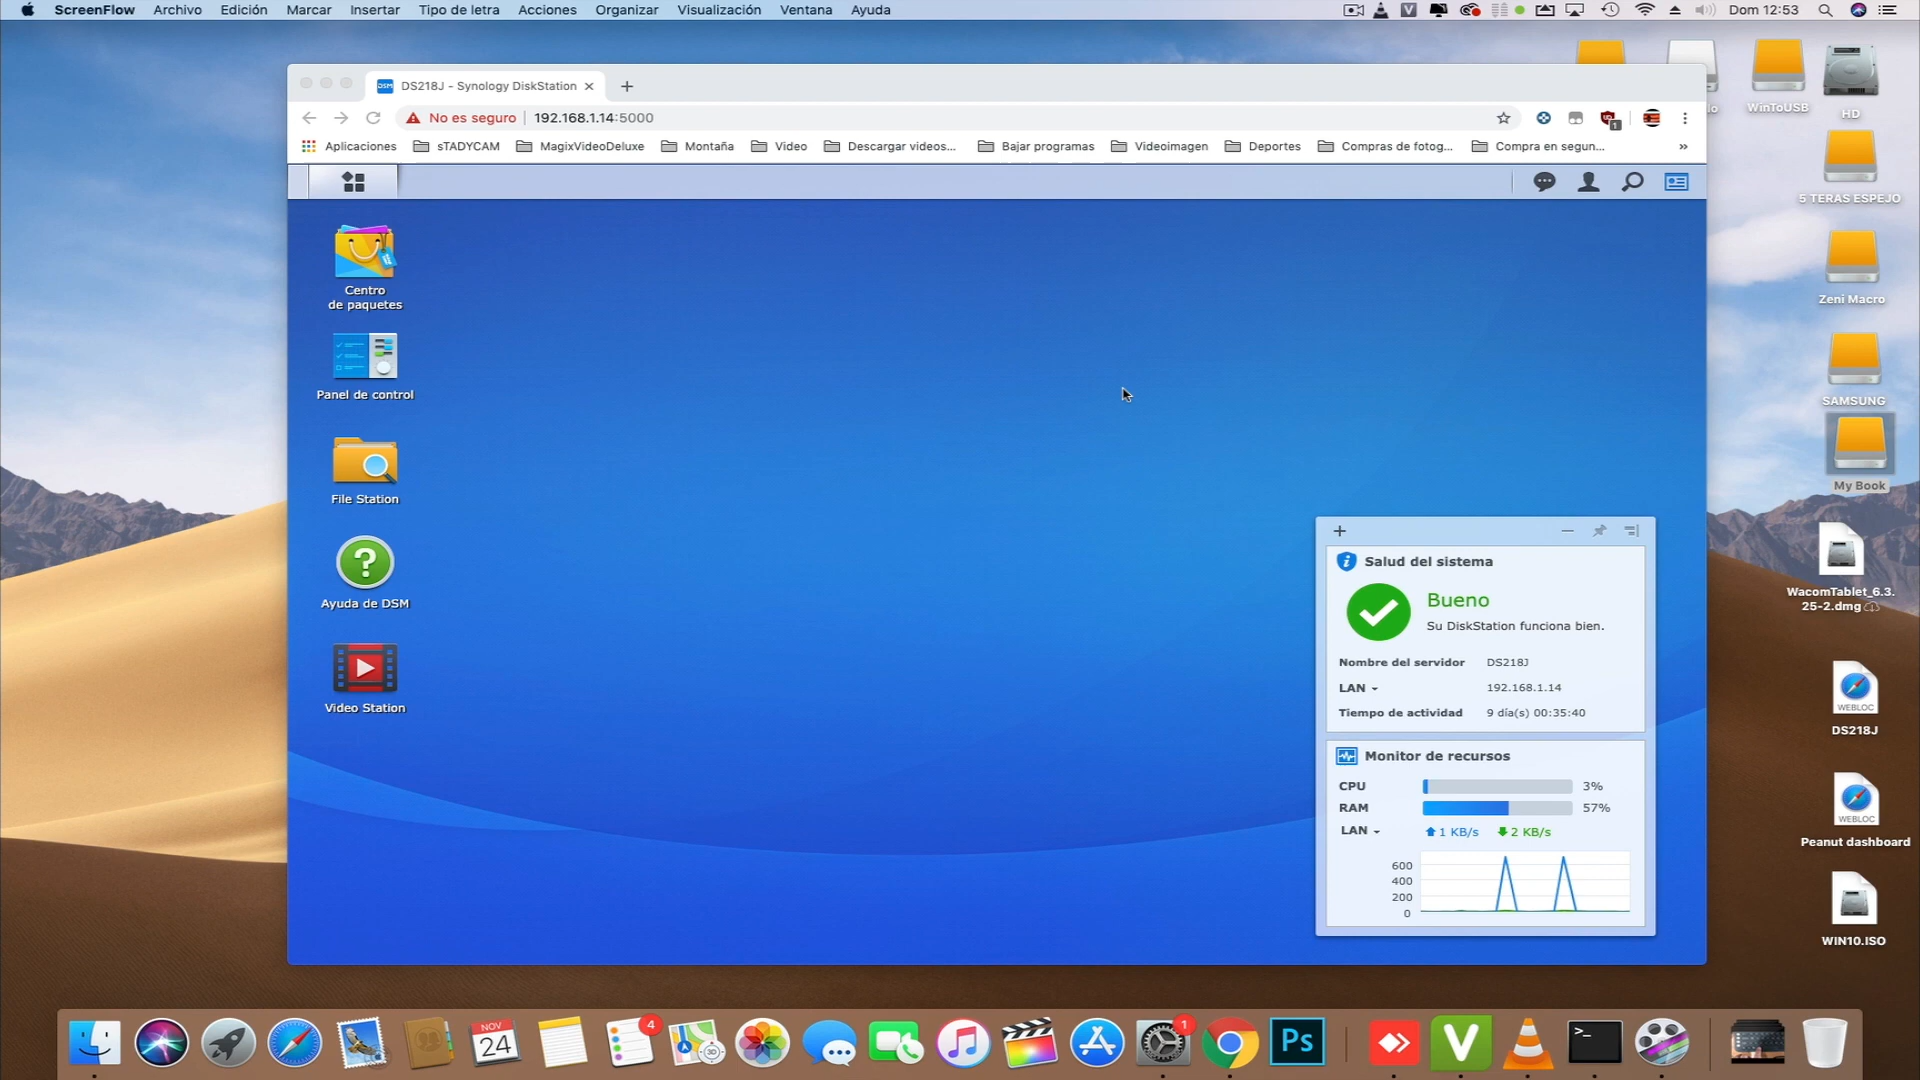 ScreenFlow Archivo Edición Marcar Insertar Tipo de letra Acciones Organizar Visualización Ventana Ayuda
Dom 12:53
DSM DS218J - Synology DiskStation
No es seguro 192.168.1.14:5000
1
Aplicaciones sTADYCAM MagixVideoDeluxe Montaña Video Descargar videos... Bajar programas Videoimagen Deportes Compras de fotog... Compra en segun... »
Centro
de paquetes
Panel de control
File Station
Ayuda de DSM
Video Station
Salud del sistema
Bueno
Su DiskStation funciona bien.
Nombre del servidor DS218J
LAN 192.168.1.14
Tiempo de actividad 9 día(s) 00:35:40
Monitor de recursos
CPU 3%
RAM 57%
LAN 1 KB/s 2 KB/s
600
400
200
0
WinToUSB
HD
5 TERAS ESPEJO
Zeni Macro
SAMSUNG
My Book
WacomTablet_6.3.
25-2.dmg
WEBLOC
DS218J
WEBLOC
Peanut dashboard
WIN10.ISO
NOV
24
4
1
Ps
>_